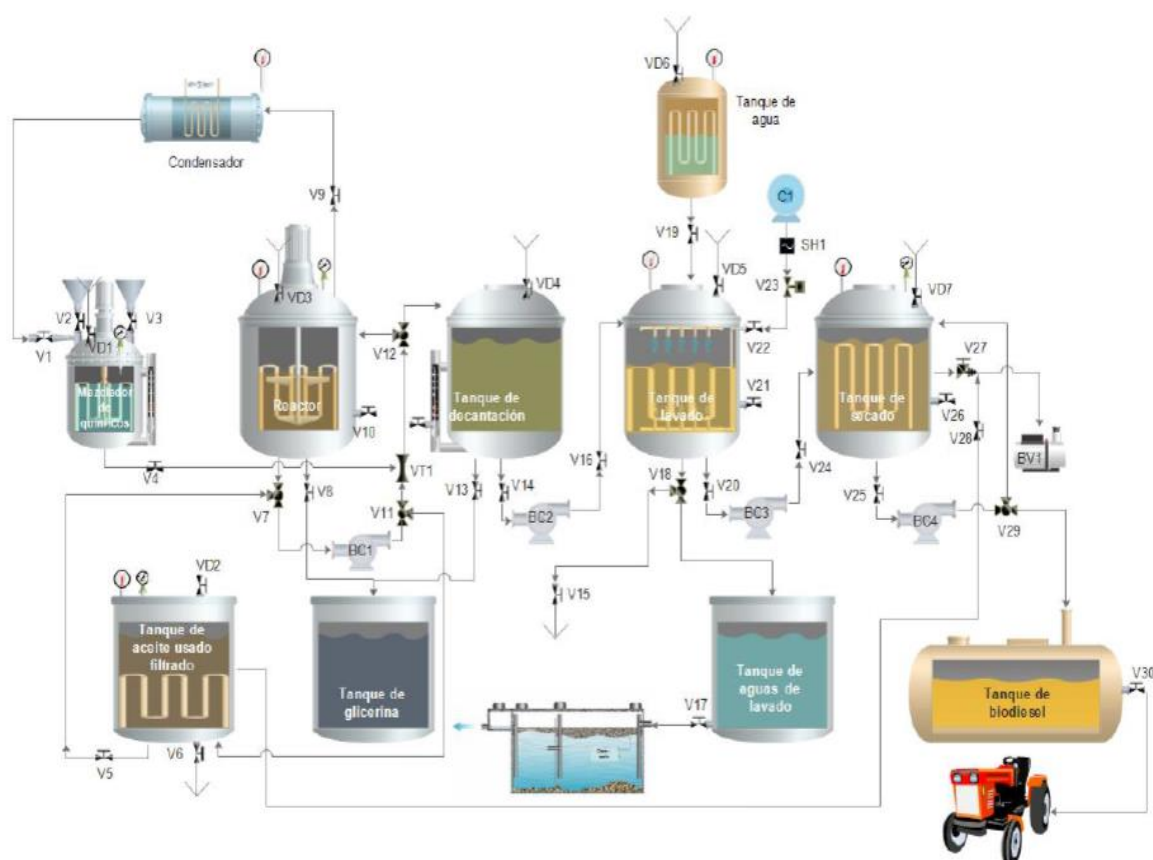 VD6
Tanque de
agua
Condensador
C1
V9
V19
SH1
VD3
VD4
VD5
V23
VD7
V2
V3
V1
VD1
V12
V22
V27
Mezclador
de
químicos
Reactor
Tanque de
decantación
Tanque de
lavado
V21
Tanque de
secado
V26
V10
V28
BV1
V4
VT1
V16
V24
V7
V8
V11
V13
V14
V18
V20
V25
BC1
BC2
BC3
BC4
V29
VD2
V15
Tanque de
aceite usado
filtrado
Tanque de
glicerina
Tanque de
aguas de
lavado
V17
Tanque de
biodiesel
V30
V5
V6